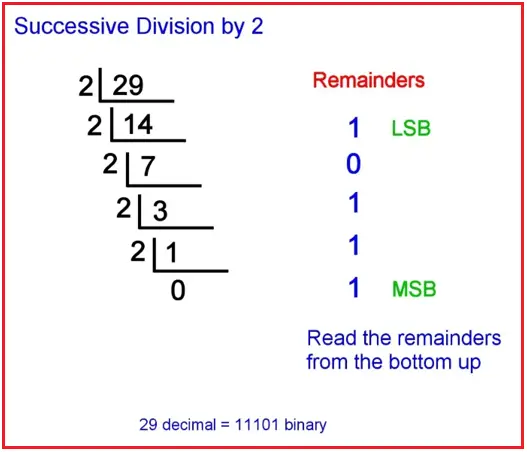 Successive Division by 2
2 29 Remainders
2 14 1 LSB
2 7 0
2 3 1
2 1 1
0 1 MSB
Read the remainders
from the bottom up
29 decimal = 11101 binary